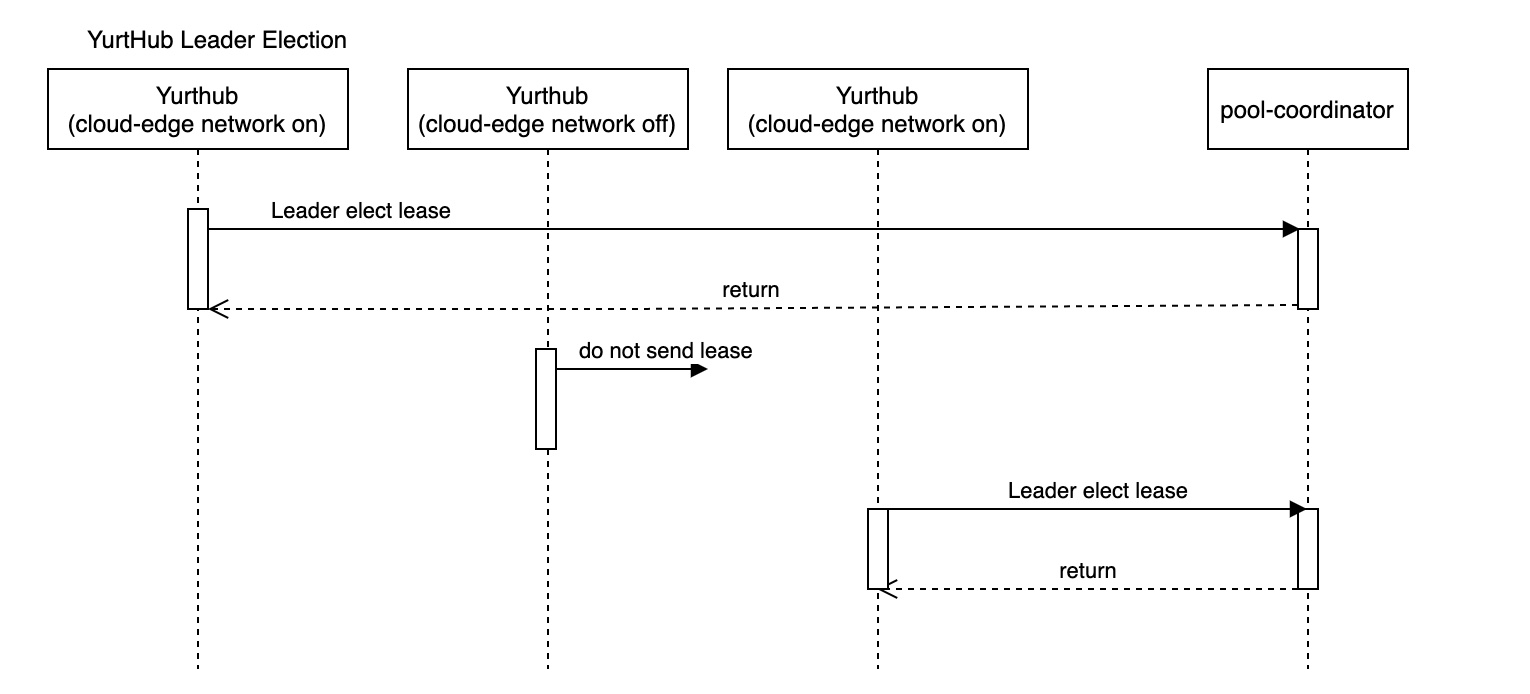 YurtHub Leader Election
Yurthub
(cloud-edge network on)
Yurthub
(cloud-edge network off)
Yurthub
(cloud-edge network on)
pool-coordinator
Leader elect lease
return
do not send lease
Leader elect lease
return